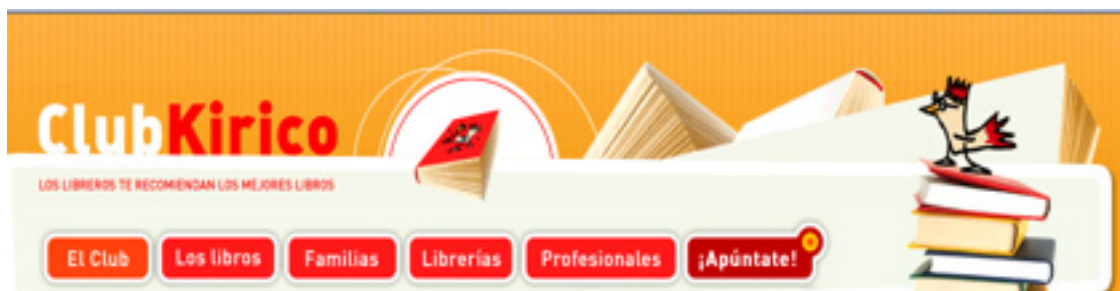 ClubKirico
LOS LIBREROS TE RECOMIENDAN LOS MEJORES LIBROS
El Club Los libros Familias Librerías Profesionales ¡Apúntate!